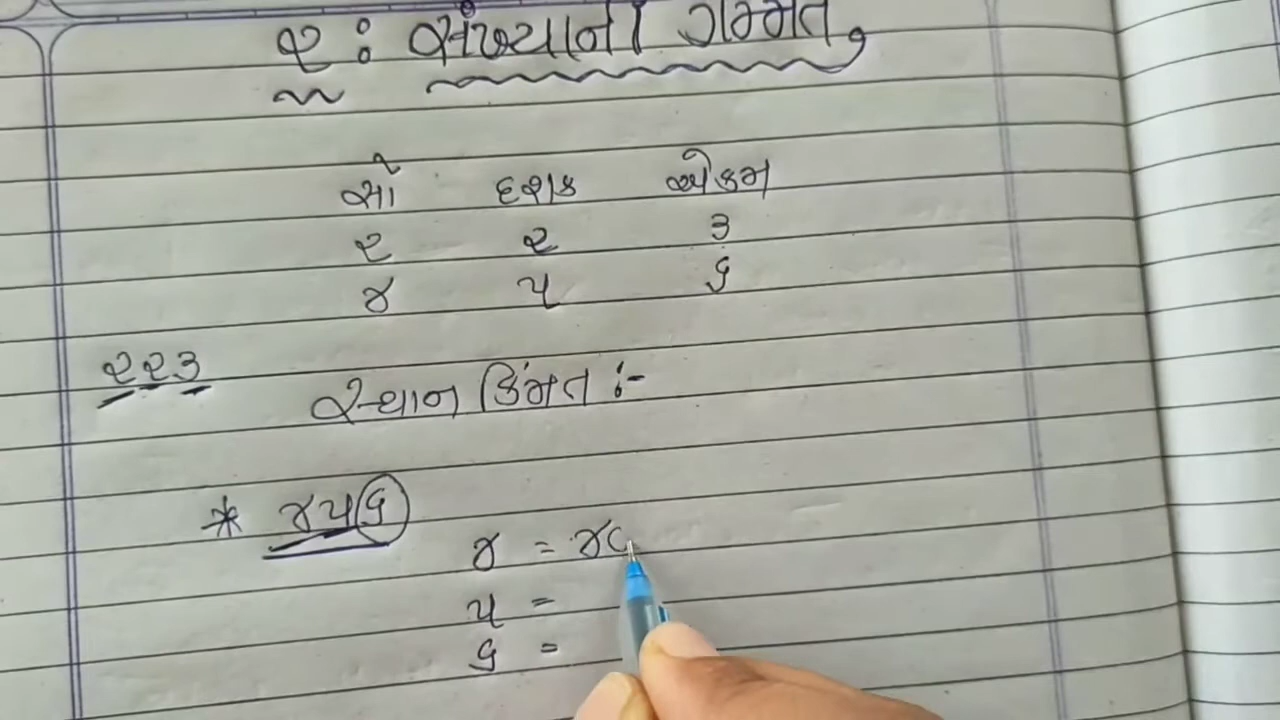 ૨ : સંખ્યાની ગમ્મત,
સો દશક એકમ
૨ ૨ ૩
૪ ૫ ૬
૨૨૩
સ્થાન કિંમત :-
* ૪૫૬
૪ = ૪૦
૫ =
૬ =